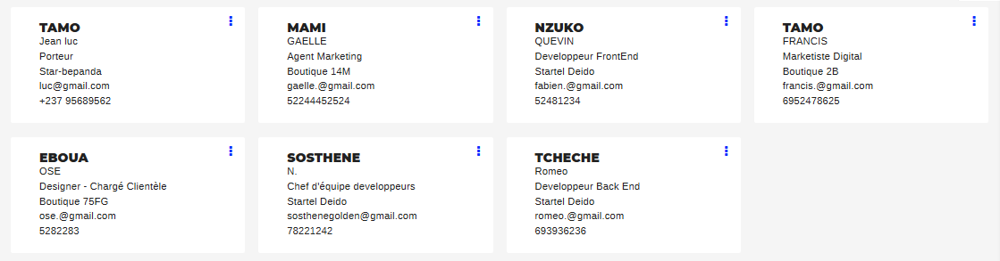 TAMO
Jean luc
Porteur
Star-bepanda
luc@gmail.com
+237 95689562
MAMI
GAELLE
Agent Marketing
Boutique 14M
gaelle.@gmail.com
52244452524
NZUKO
QUEVIN
Developpeur FrontEnd
Startel Deido
fabien.@gmail.com
52481234
TAMO
FRANCIS
Marketiste Digital
Boutique 2B
francis.@gmail.com
6952478625
EBOUA
OSE
Designer - Chargé Clientèle
Boutique 75FG
ose.@gmail.com
5282283
SOSTHENE
N.
Chef d'équipe developpeurs
Startel Deido
sosthenegolden@gmail.com
78221242
TCHECHE
Romeo
Developpeur Back End
Startel Deido
romeo.@gmail.com
693936236